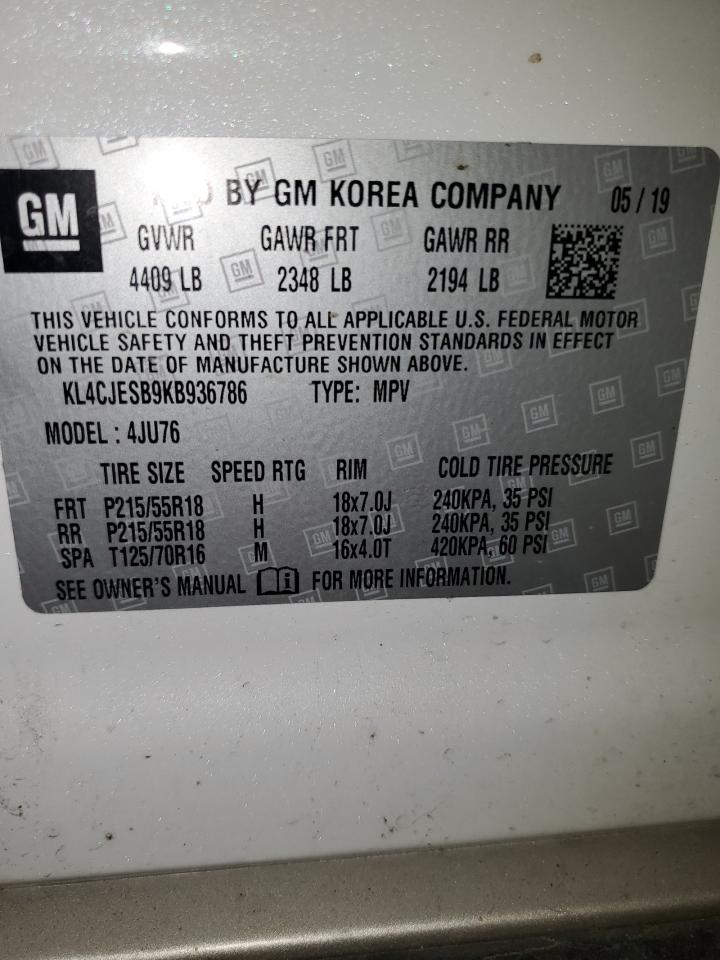 GM
BY GM KOREA COMPANY 05/19
GVWR GAWR FRT GAWR RR
4409 LB 2348 LB 2194 LB
THIS VEHICLE CONFORMS TO ALL APPLICABLE U.S. FEDERAL MOTOR
VEHICLE SAFETY AND THEFT PREVENTION STANDARDS IN EFFECT
ON THE DATE OF MANUFACTURE SHOWN ABOVE.
KL4CJESB9KB936786 TYPE: MPV
MODEL : 4JU76
TIRE SIZE SPEED RTG RIM COLD TIRE PRESSURE
FRT P215/55R18 H 18x7.0J 240KPA, 35 PSI
RR P215/55R18 H 18x7.0J 240KPA, 35 PSI
SPA T125/70R16 M 16x4.0T 420KPA, 60 PSI
SEE OWNER'S MANUAL FOR MORE INFORMATION.